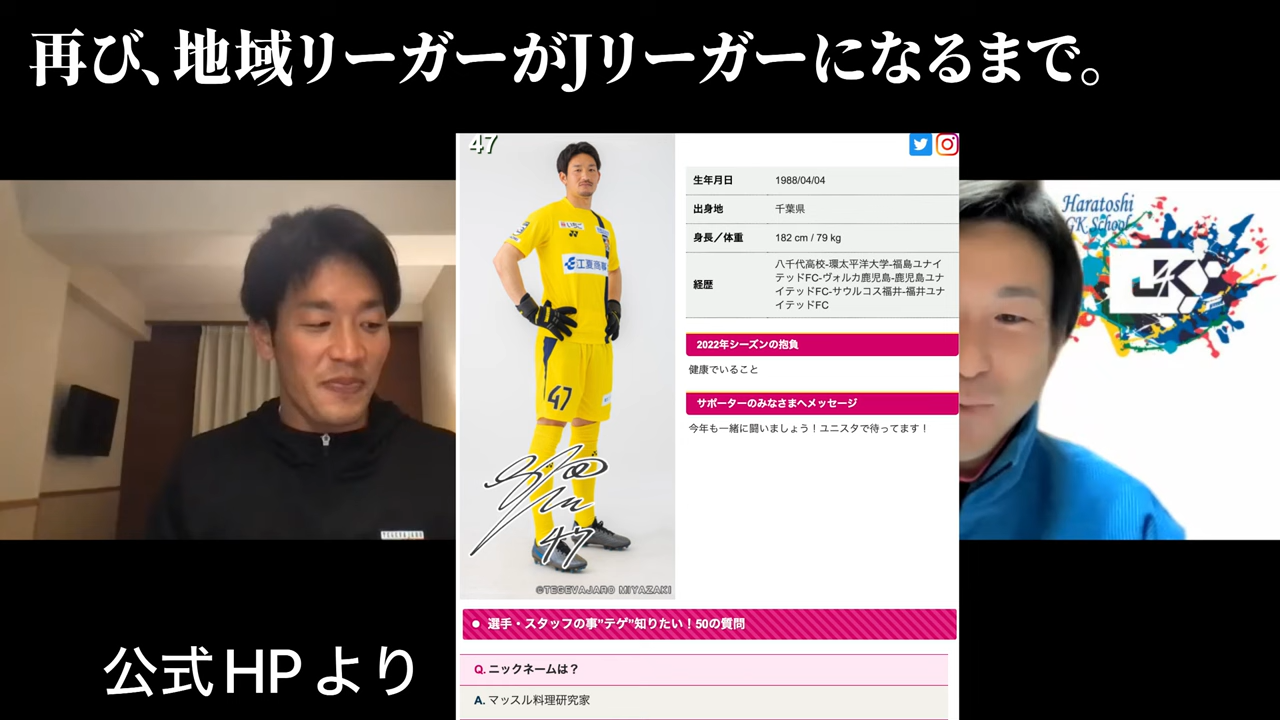 再び、地域リーガーがJリーガーになるまで。
47
生年月日 1988/04/04
出身地 千葉県
身長／体重 182 cm / 79 kg
経歴 八千代高校-環太平洋大学-福島ユナイ
テッドFC-ヴォルカ鹿児島-鹿児島ユナ
イテッドFC-サウルコス福井-福井ユナ
イテッドFC
2022年シーズンの抱負
健康でいること
サポーターのみなさまへメッセージ
今年も一緒に闘いましょう！ユニスタで待ってます！
Haratoshi
GK School
JK
江夏商事
47
47
TEGEVAJARO
©TEGEVAJARO MIYAZAKI
選手・スタッフの事"テゲ"知りたい！50の質問
Q. ニックネームは？
A. マッスル料理研究家
公式HPより